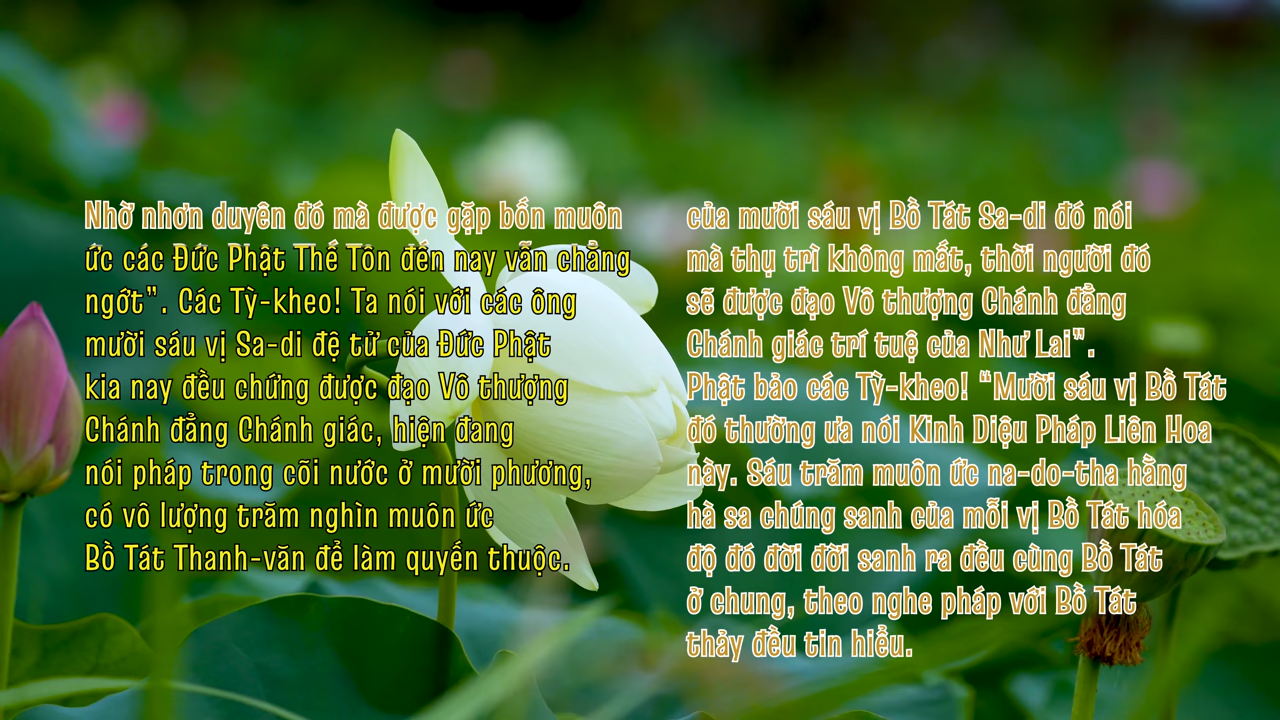 Nhờ nhơn duyên đó mà được gặp bốn muôn
ức các Đức Phật Thế Tôn đến nay vẫn chẳng
ngớt”. Các Tỳ-kheo! Ta nói với các ông
mười sáu vị Sa-di đệ tử của Đức Phật
kia nay đều chứng được đạo Vô thượng
Chánh đẳng Chánh giác, hiện đang
nói pháp trong cõi nước ở mười phương,
có vô lượng trăm nghìn muôn ức
Bồ Tát Thanh-văn để làm quyến thuộc.
của mười sáu vị Bồ Tát Sa-di đó nói
mà thụ trì không mất, thời người đó
sẽ được đạo Vô thượng Chánh đẳng
Chánh giác trí tuệ của Như Lai”.
Phật bảo các Tỳ-kheo! “Mười sáu vị Bồ Tát
đó thường ưa nói Kinh Diệu Pháp Liên Hoa
này. Sáu trăm muôn ức na-do-tha hằng
hà sa chúng sanh của mỗi vị Bồ Tát hóa
độ đó đời đời sanh ra đều cùng Bồ Tát
ở chung, theo nghe pháp với Bồ Tát
thảy đều tin hiểu.